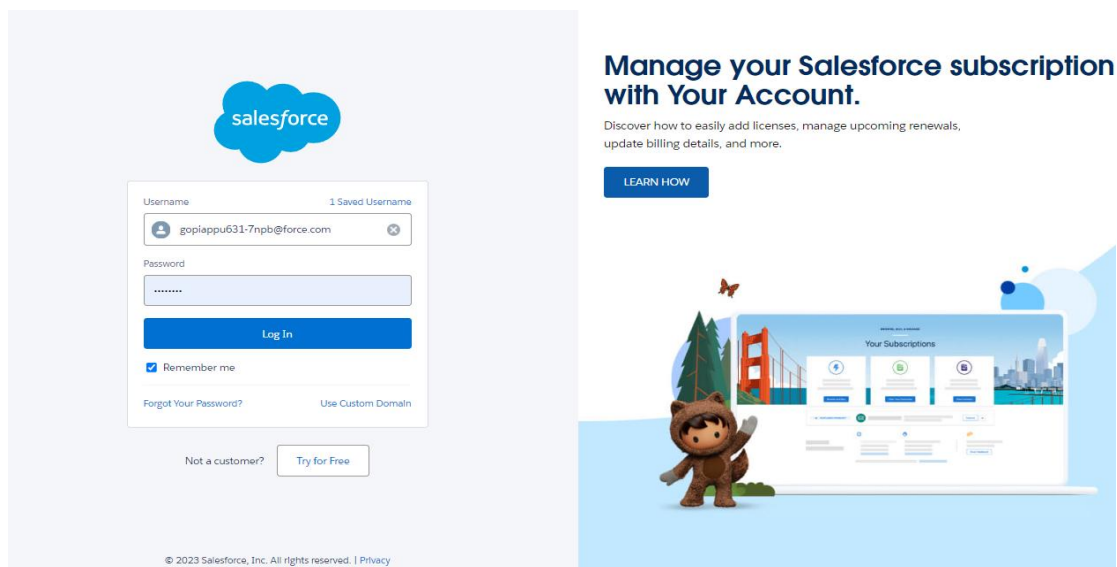 salesforce
Username
1 Saved Username
gopiappu631-7npb@force.com
Password
........
Log In
Remember me
Forgot Your Password?
Use Custom Domain
Not a customer?
Try for Free
© 2023 Salesforce, Inc. All rights reserved. | Privacy
Manage your Salesforce subscription
with Your Account.
Discover how to easily add licenses, manage upcoming renewals,
update billing details, and more.
LEARN HOW
Your Subscriptions